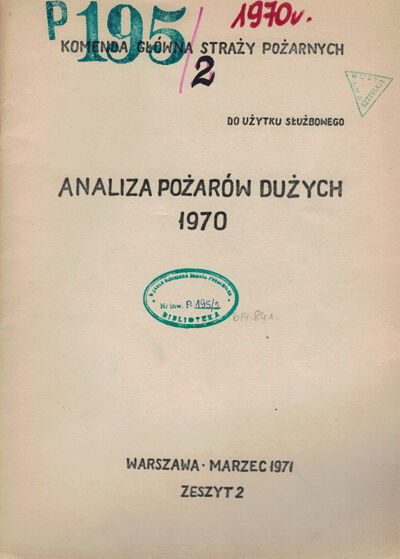 P 195/2
1970r.
KOMENDA GŁÓWNA STRAŻY POŻARNYCH
DO UŻYTKU SŁUŻBOWEGO
ANALIZA POŻARÓW DUŻYCH
1970
Nr inw. P. 195/2
BIBLIOTEKA
614.841.
WARSZAWA • MARZEC 1971
ZESZYT 2